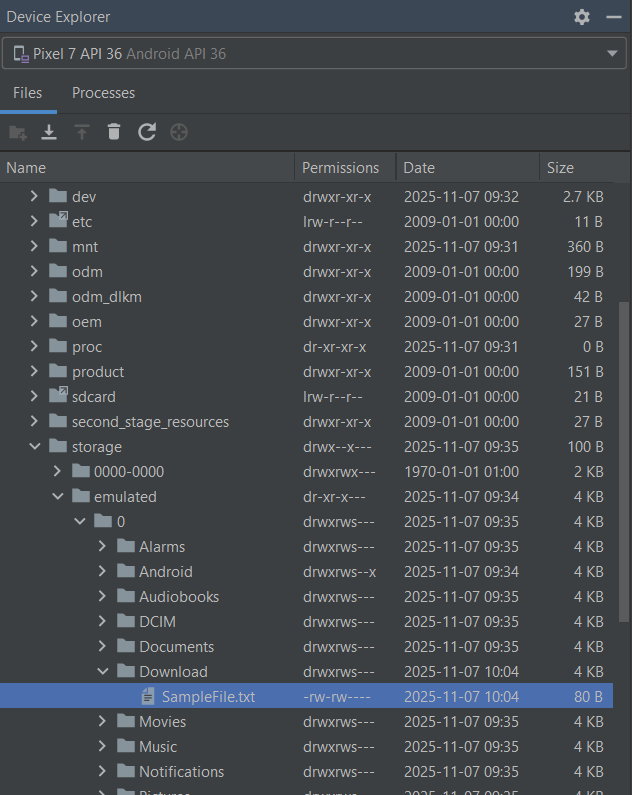 Device Explorer
Pixel 7 API 36 Android API 36
Files Processes
Name Permissions Date Size
dev drwxr-xr-x 2025-11-07 09:32 2.7 KB
etc lrw-r--r-- 2009-01-01 00:00 11 B
mnt drwxr-xr-x 2025-11-07 09:31 360 B
odm drwxr-xr-x 2009-01-01 00:00 199 B
odm_dlkm drwxr-xr-x 2009-01-01 00:00 42 B
oem drwxr-xr-x 2009-01-01 00:00 27 B
proc dr-xr-xr-x 2025-11-07 09:31 0 B
product drwxr-xr-x 2009-01-01 00:00 151 B
sdcard lrw-r--r-- 2009-01-01 00:00 21 B
second_stage_resources drwxr-xr-x 2009-01-01 00:00 27 B
storage drwx--x--- 2025-11-07 09:35 100 B
0000-0000 drwxrwx--- 1970-01-01 01:00 2 KB
emulated dr-xr-x--- 2025-11-07 09:34 4 KB
0 drwxrws--- 2025-11-07 09:35 4 KB
Alarms drwxrws--- 2025-11-07 09:35 4 KB
Android drwxrws--x 2025-11-07 09:34 4 KB
Audiobooks drwxrws--- 2025-11-07 09:35 4 KB
DCIM drwxrws--- 2025-11-07 09:35 4 KB
Documents drwxrws--- 2025-11-07 09:35 4 KB
Download drwxrws--- 2025-11-07 10:04 4 KB
SampleFile.txt -rw-rw---- 2025-11-07 10:04 80 B
Movies drwxrws--- 2025-11-07 09:35 4 KB
Music drwxrws--- 2025-11-07 09:35 4 KB
Notifications drwxrws--- 2025-11-07 09:35 4 KB